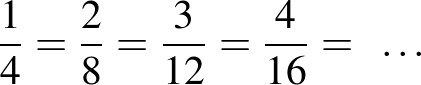 1/4 = 2/8 = 3/12 = 4/16 = ...